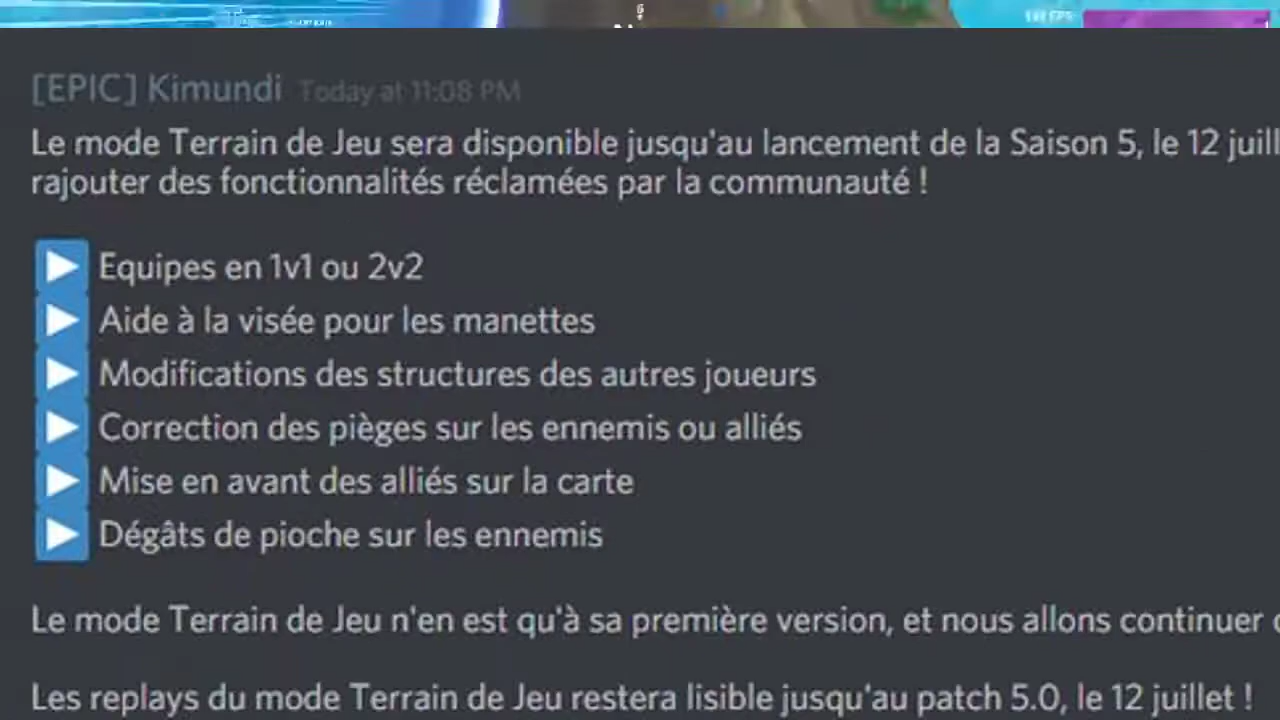 [EPIC] Kimundi Today at 11:08 PM
Le mode Terrain de Jeu sera disponible jusqu'au lancement de la Saison 5, le 12 juill
rajouter des fonctionnalités réclamées par la communauté !
Equipes en 1v1 ou 2v2
Aide à la visée pour les manettes
Modifications des structures des autres joueurs
Correction des pièges sur les ennemis ou alliés
Mise en avant des alliés sur la carte
Dégâts de pioche sur les ennemis
Le mode Terrain de Jeu n'en est qu'à sa première version, et nous allons continuer
Les replays du mode Terrain de Jeu restera lisible jusqu'au patch 5.0, le 12 juillet !